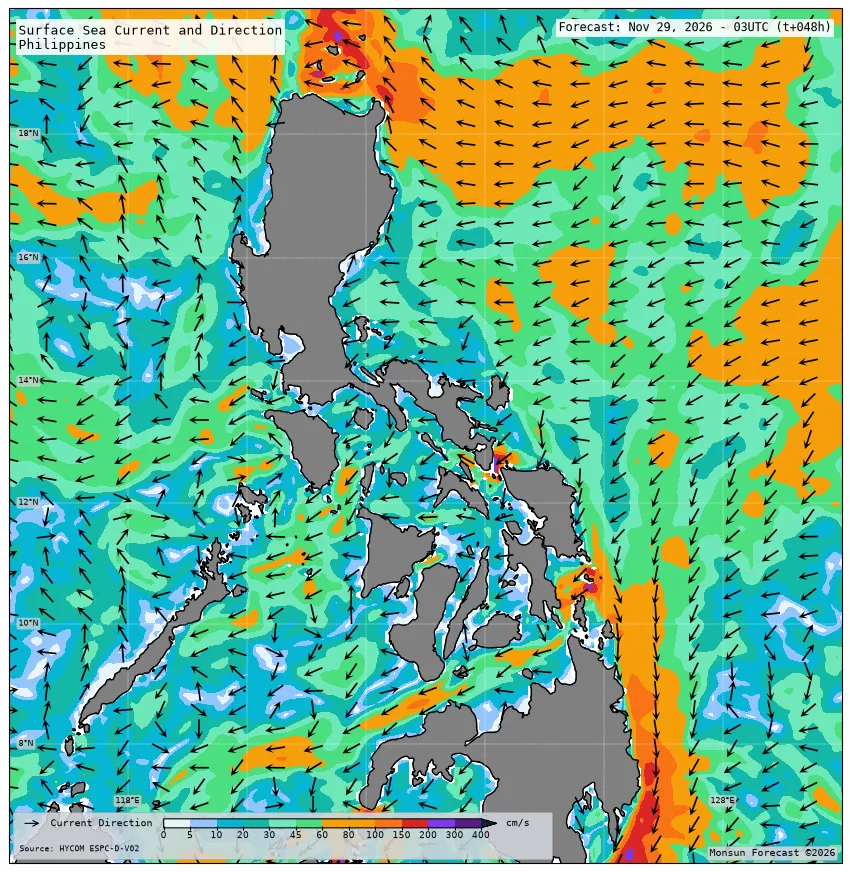 Surface Sea Current and Direction
Philippines
Forecast: Nov 29, 2026 - 03UTC (t+048h)
18°N
16°N
14°N
12°N
10°N
8°N
118°E
128°E
Current Direction
0 5 10 20 30 45 60 80 100 150 200 300 400
cm/s
Source: HYCOM ESPC-D-V02
Monsun Forecast ©2026